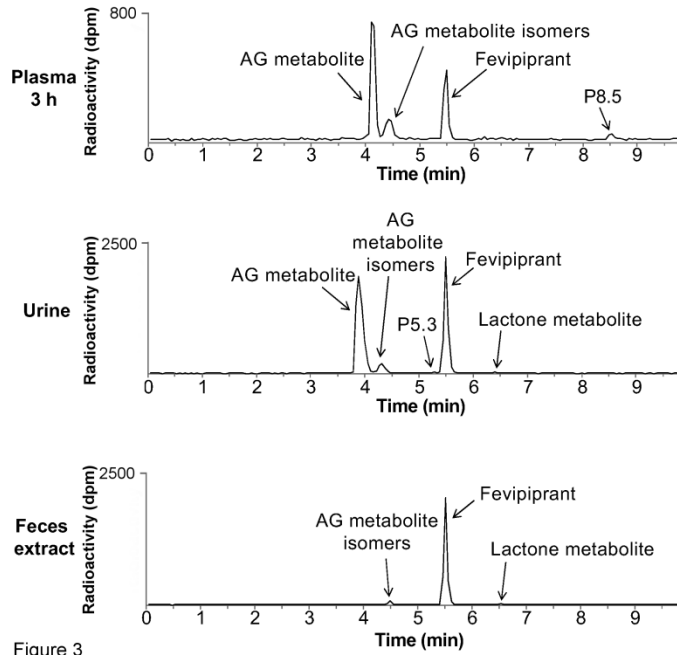 800
AG metabolite
AG metabolite isomers
Fevipiprant
P8.5
Plasma
3 h
Radioactivity (dpm)
0 1 2 3 4 5 6 7 8 9
Time (min)
2500
AG
metabolite
isomers
AG metabolite
P5.3
Fevipiprant
Lactone metabolite
Urine
Radioactivity (dpm)
0 1 2 3 4 5 6 7 8 9
Time (min)
2500
AG metabolite
isomers
Fevipiprant
Lactone metabolite
Feces
extract
Radioactivity (dpm)
0 1 2 3 4 5 6 7 8 9
Time (min)
Figure 3